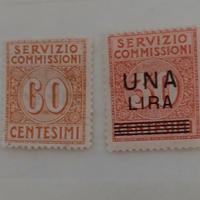 SERVIZIO
COMMISSIONI
60
CENTESIMI
SERVIZIO
COMMISSIONI
UNA
LIRA